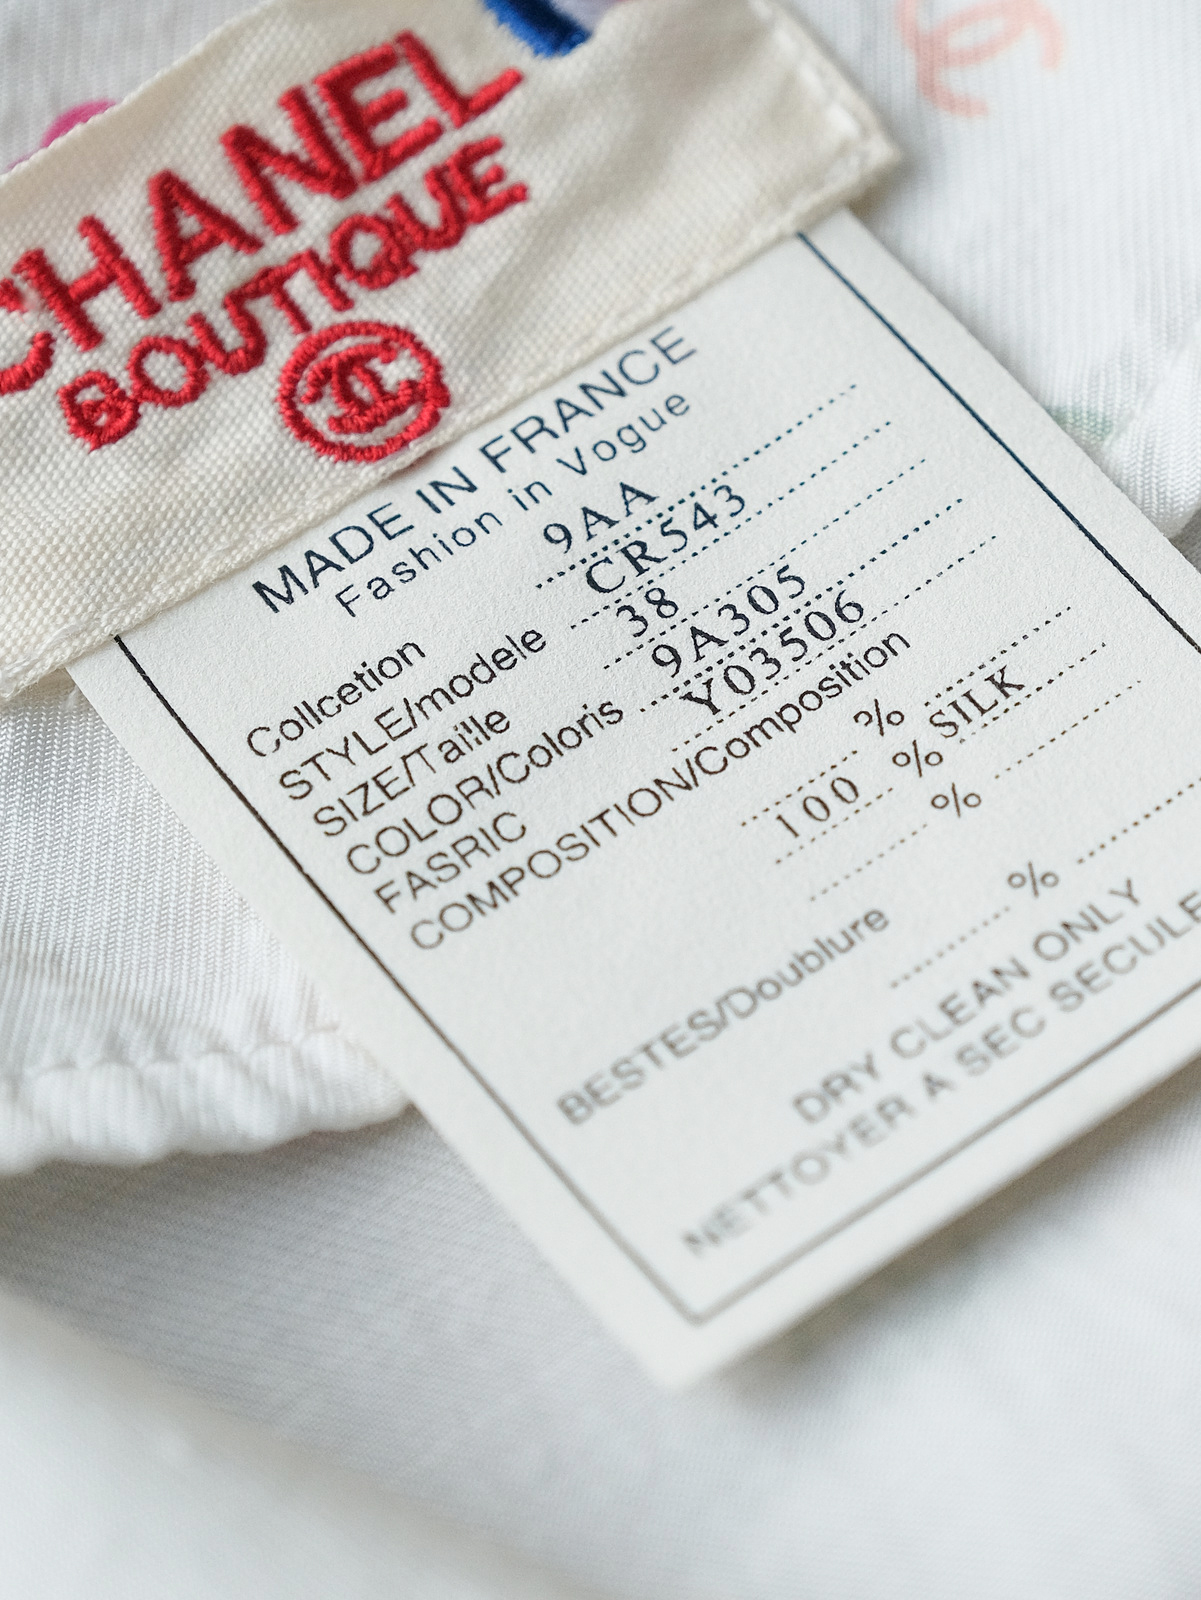 CHANEL
BOUTIQUE
MADE IN FRANCE
Fashion in Vogue
Collcetion 9AA
STYLE/modele CR543
SIZE/Taille 38
COLOR/Coloris 9A305
FASRIC Y03506
COMPOSITION/Composition
%
100 % SILK
%
BESTES/Doublure %
DRY CLEAN ONLY
NETTOYER A SEC SECULE